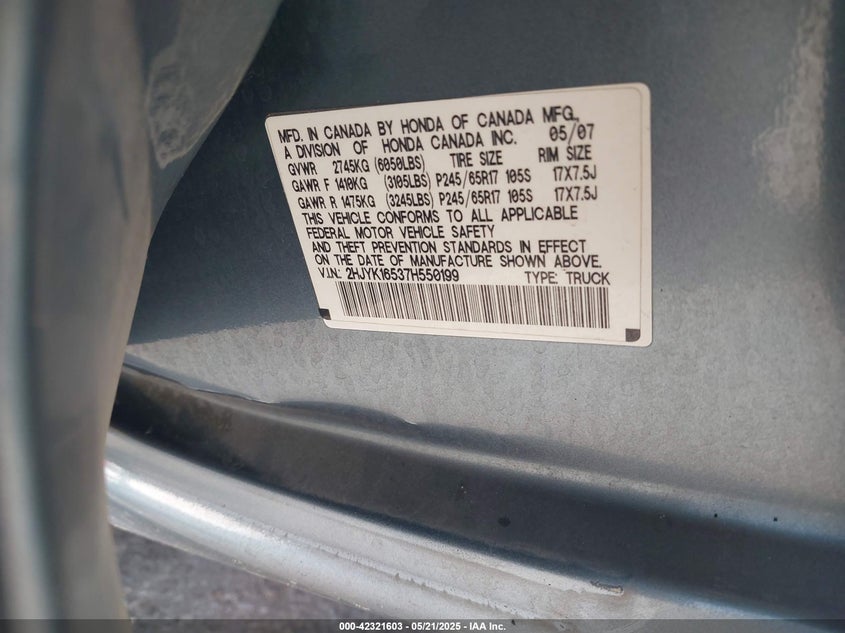 MFD. IN CANADA BY HONDA OF CANADA MFG.,
A DIVISION OF HONDA CANADA INC. 05/07
GVWR 2745KG (6050LBS) TIRE SIZE RIM SIZE
GAWR F 1410KG (3105LBS) P245/65R17 105S 17X7.5J
GAWR R 1475KG (3245LBS) P245/65R17 105S 17X7.5J
THIS VEHICLE CONFORMS TO ALL APPLICABLE
FEDERAL MOTOR VEHICLE SAFETY
AND THEFT PREVENTION STANDARDS IN EFFECT
ON THE DATE OF MANUFACTURE SHOWN ABOVE.
V.I.N.: 2HJYK16537H550199 TYPE: TRUCK
000-42321603 - 05/21/2025 - IAA Inc.